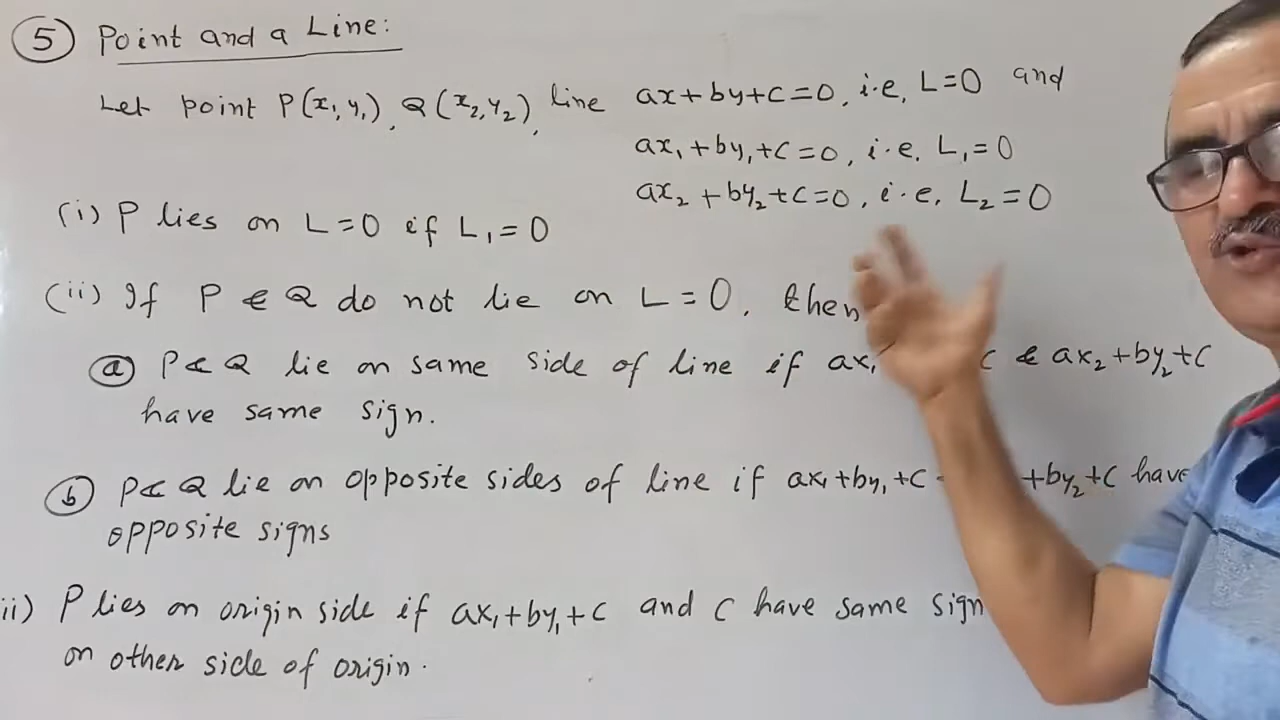 ⑤ Point and a Line:
Let point P(x₁, y₁), Q(x₂, y₂), line ax+by+c=0, i.e, L=0 and
ax₁+by₁+c=0, i.e. L₁=0
ax₂+by₂+c=0, i.e, L₂=0
(i) P lies on L=0 if L₁=0
(ii) If P & Q do not lie on L=0, then
ⓐ P & Q lie on same side of line if ax₁ c & ax₂+by₂+c
have same sign.
ⓑ P & Q lie on opposite sides of line if ax₁+by₁+c +by₂+c have
opposite signs
ii) P lies on origin side if ax₁+by₁+c and c have same sign
on other side of origin.